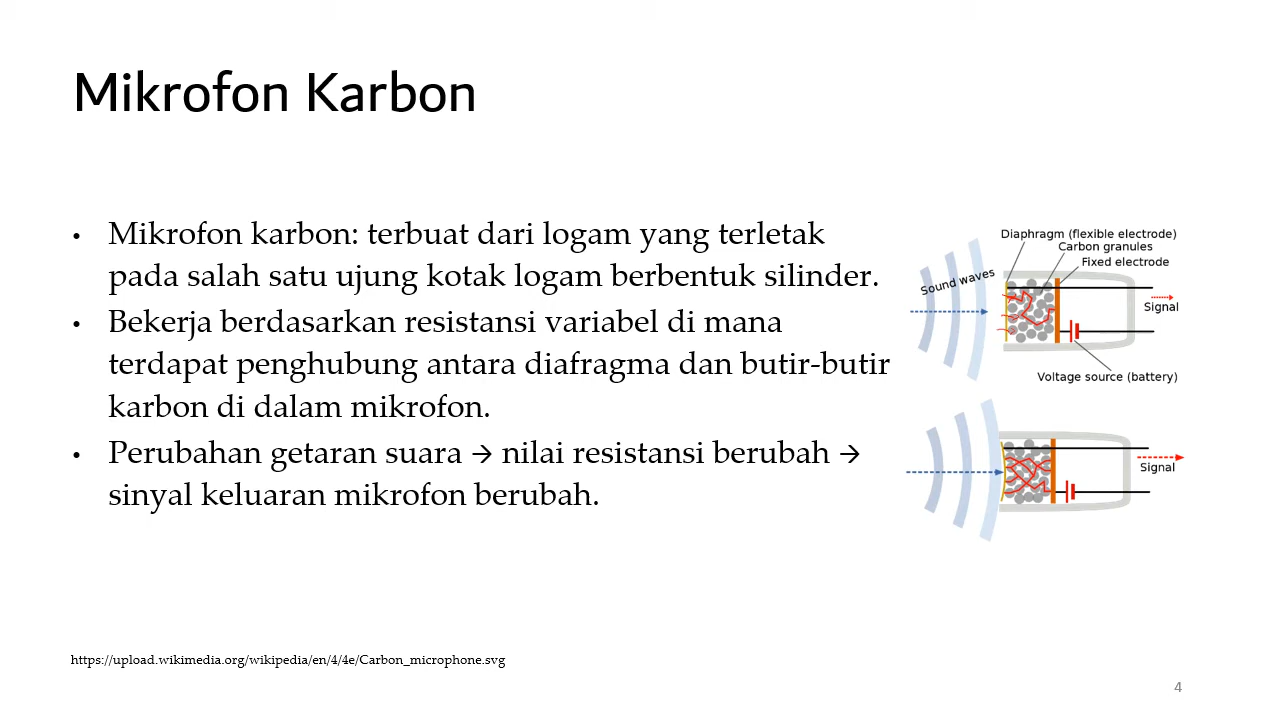 Mikrofon Karbon
• Mikrofon karbon: terbuat dari logam yang terletak
pada salah satu ujung kotak logam berbentuk silinder.
• Bekerja berdasarkan resistansi variabel di mana
terdapat penghubung antara diafragma dan butir-butir
karbon di dalam mikrofon.
• Perubahan getaran suara → nilai resistansi berubah →
sinyal keluaran mikrofon berubah.
Diaphragm (flexible electrode)
Carbon granules
Fixed electrode
Sound waves
Signal
Voltage source (battery)
Signal
https://upload.wikimedia.org/wikipedia/en/4/4e/Carbon_microphone.svg
4